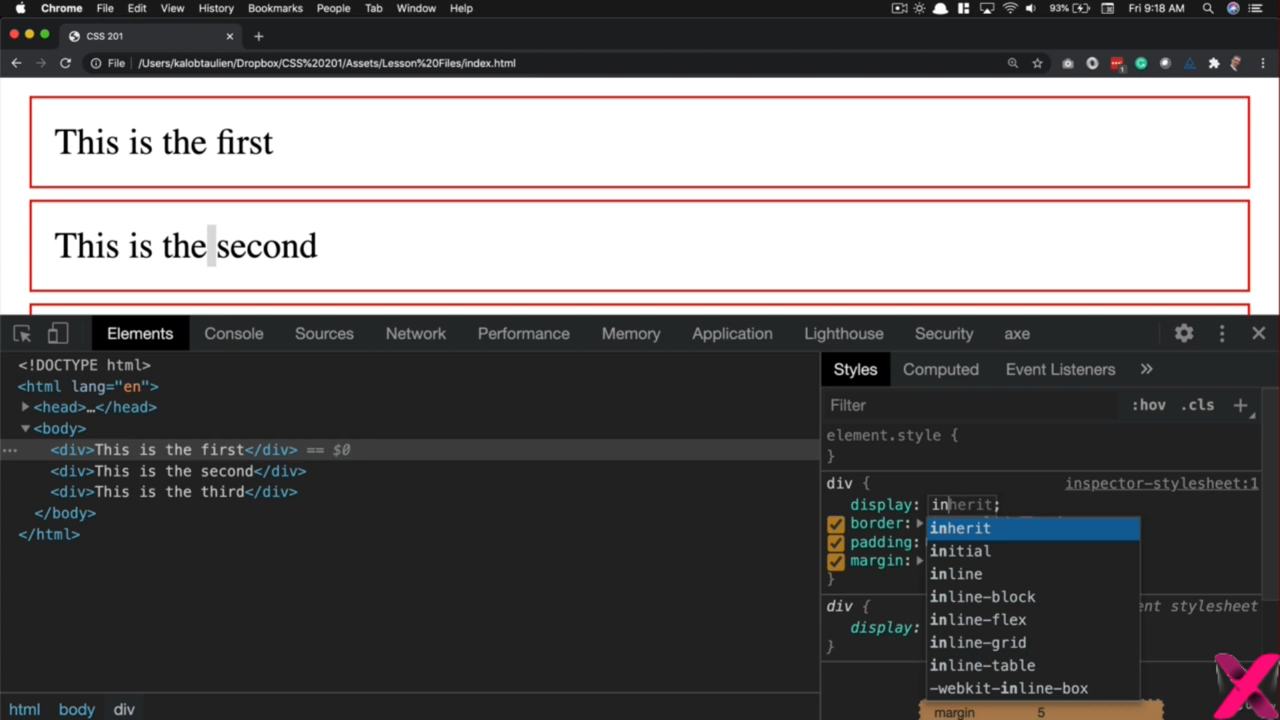 Chrome File Edit View History Bookmarks People Tab Window Help 93% Fri 9:18 AM
CSS 201
File /Users/kalobtaulien/Dropbox/CSS%20201/Assets/Lesson%20Files/index.html
This is the first
This is the second
Elements Console Sources Network Performance Memory Application Lighthouse Security axe
<!DOCTYPE html>
<html lang="en">
<head>…</head>
<body>
<div>This is the first</div> == $0
<div>This is the second</div>
<div>This is the third</div>
</body>
</html>
html body div
Styles Computed Event Listeners
Filter :hov .cls
element.style {
}
div { inspector-stylesheet:1
display: inherit;
border:
padding:
margin:
}
inherit
initial
inline
inline-block
inline-flex
inline-grid
inline-table
-webkit-inline-box
div { ent stylesheet
display:
}
margin 5